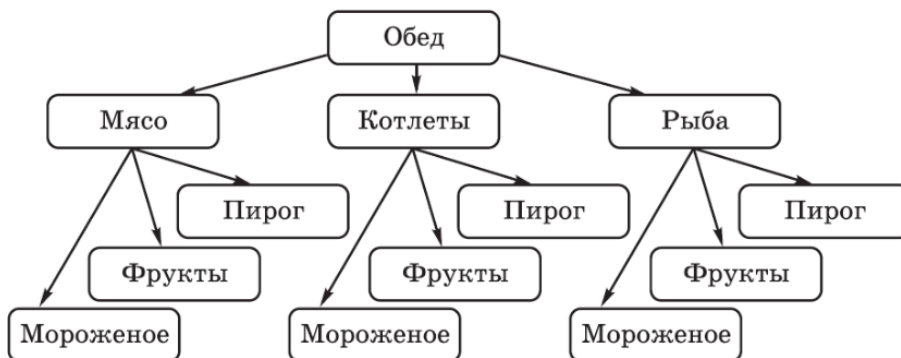 Обед
Мясо
Котлеты
Рыба
Пирог
Пирог
Пирог
Фрукты
Фрукты
Фрукты
Мороженое
Мороженое
Мороженое